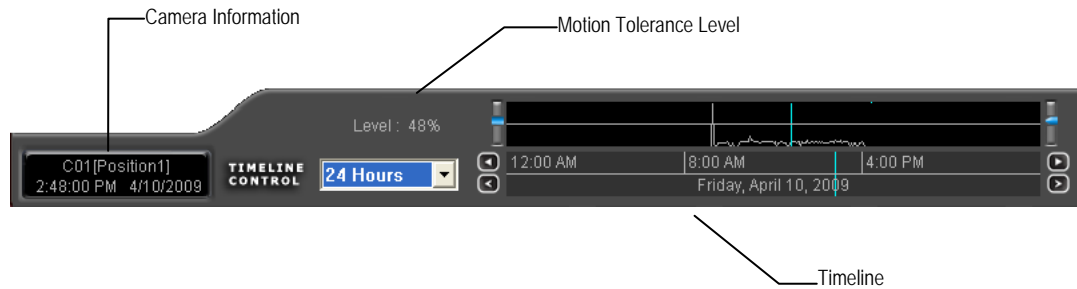 Camera Information
Motion Tolerance Level
Level : 48%
C01[Position1]
2:48:00 PM 4/10/2009
TIMELINE
CONTROL
24 Hours
12:00 AM 8:00 AM 4:00 PM
Friday, April 10, 2009
Timeline